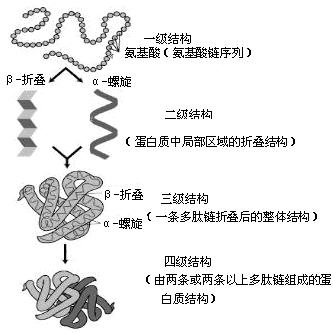 一级结构
氨基酸（氨基酸链序列）
β-折叠
α-螺旋
二级结构
（蛋白质中局部区域的折叠结构）
β-折叠
三级结构
α-螺旋
（一条多肽链折叠后的整体结构）
四级结构
（由两条或两条以上多肽链组成的蛋
白质结构）